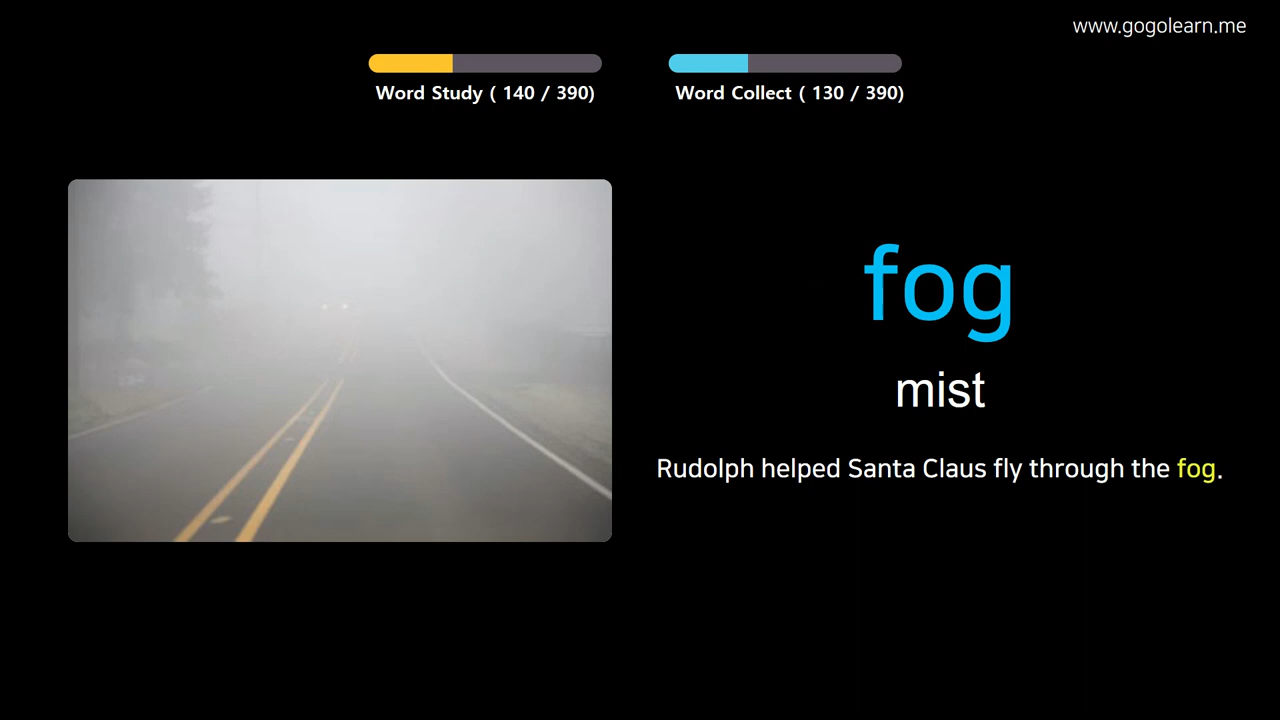 www.gogolearn.me
Word Study ( 140 / 390)
Word Collect ( 130 / 390)
fog
mist
Rudolph helped Santa Claus fly through the fog.